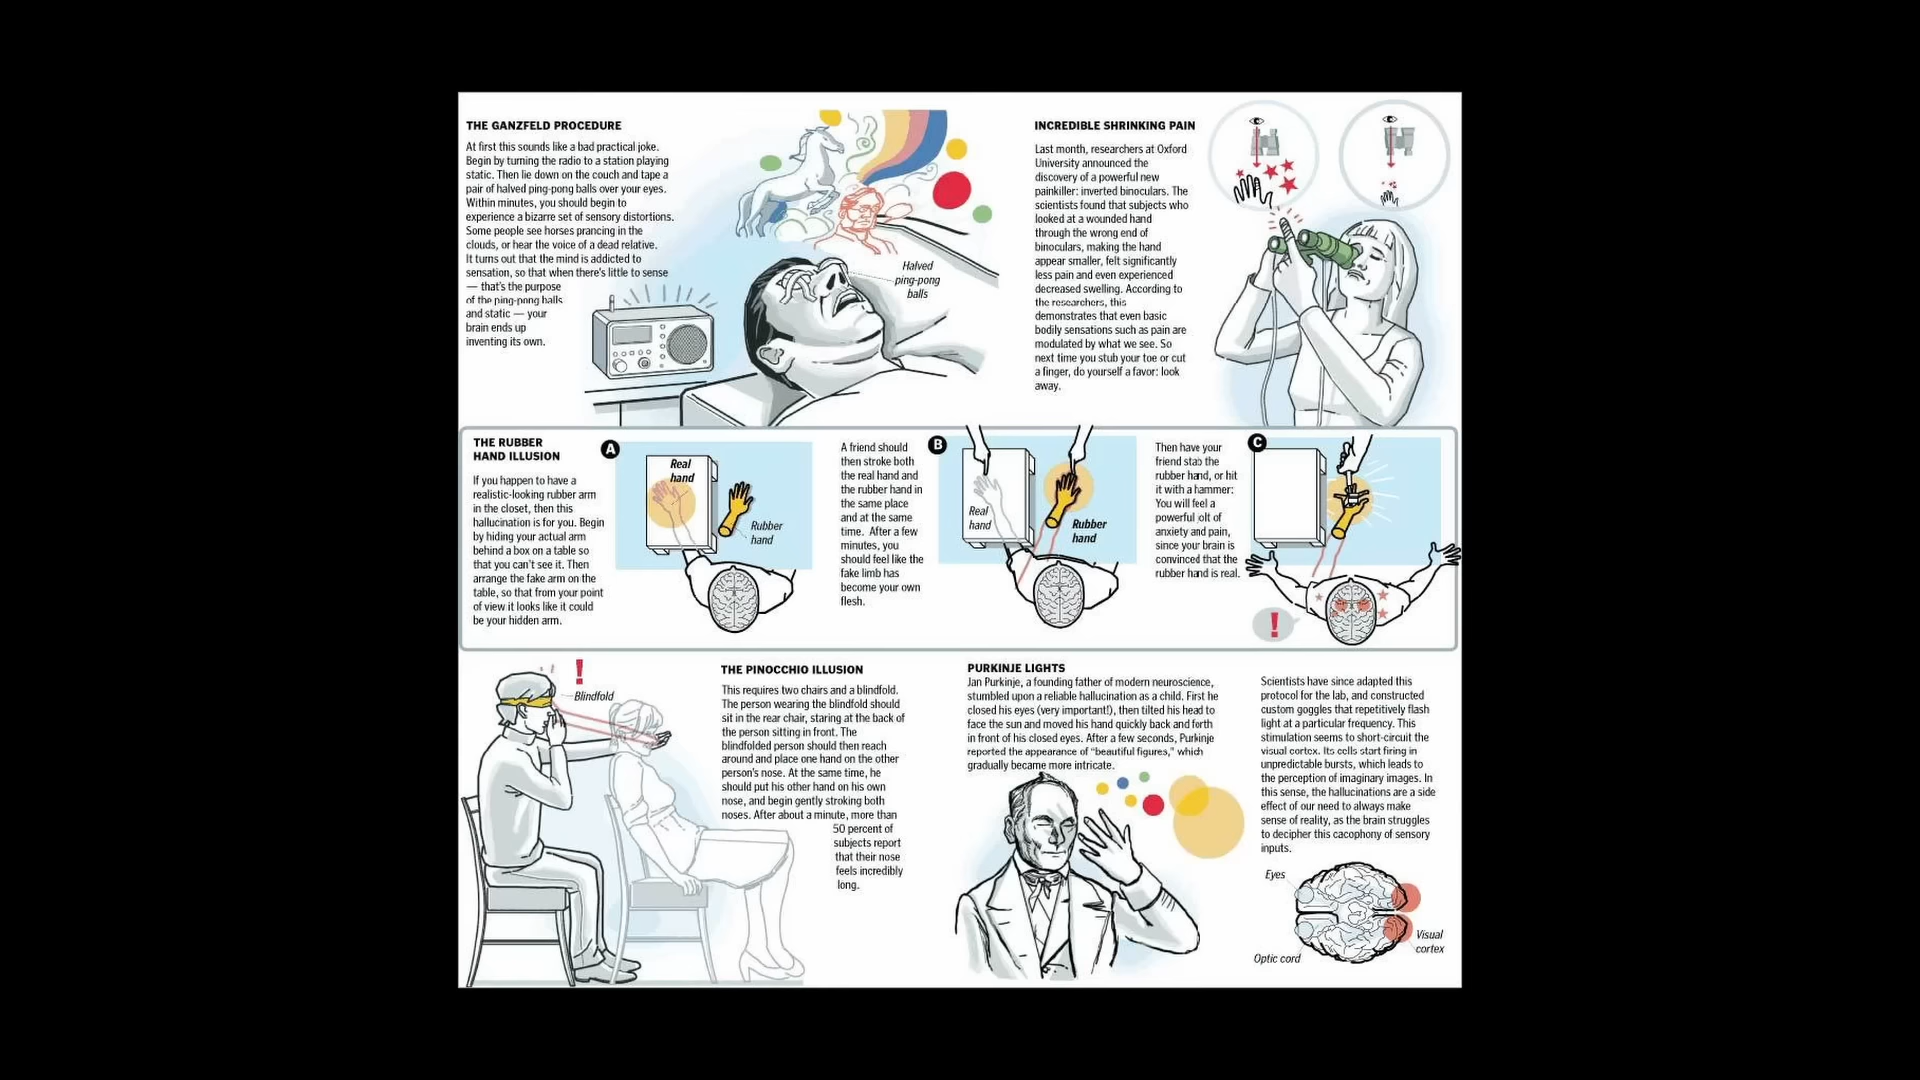 THE GANZFELD PROCEDURE
At first this sounds like a bad practical joke.
Begin by turning the radio to a station playing
static. Then lie down on the couch and tape a
pair of halved ping-pong balls over your eyes.
Within minutes, you should begin to
experience a bizarre set of sensory distortions.
Some people see horses prancing in the
clouds, or hear the voice of a dead relative.
It turns out that the mind is addicted to
sensation, so that when there's little to sense
— that's the purpose
of the ping-pong balls
and static — your
brain ends up
inventing its own.
Halved
ping-pong
balls
INCREDIBLE SHRINKING PAIN
Last month, researchers at Oxford
University announced the
discovery of a powerful new
painkiller: inverted binoculars. The
scientists found that subjects who
looked at a wounded hand
through the wrong end of
binoculars, making the hand
appear smaller, felt significantly
less pain and even experienced
decreased swelling. According to
the researchers, this
demonstrates that even basic
bodily sensations such as pain are
modulated by what we see. So
next time you stub your toe or cut
a finger, do yourself a favor: look
away.
THE RUBBER
HAND ILLUSION
If you happen to have a
realistic-looking rubber arm
in the closet, then this
hallucination is for you. Begin
by hiding your actual arm
behind a box on a table so
that you can't see it. Then
arrange the fake arm on the
table, so that from your point
of view it looks like it could
be your hidden arm.
A
Real
hand
Rubber
hand
A friend should
then stroke both
the real hand and
the rubber hand in
the same place
and at the same
time. After a few
minutes, you
should feel like the
fake limb has
become your own
flesh.
B
Real
hand
Rubber
hand
Then have your
friend stab the
rubber hand, or hit
it with a hammer:
You will feel a
powerful jolt of
anxiety and pain,
since your brain is
convinced that the
rubber hand is real.
C
!
!
Blindfold
THE PINOCCHIO ILLUSION
This requires two chairs and a blindfold.
The person wearing the blindfold should
sit in the rear chair, staring at the back of
the person sitting in front. The
blindfolded person should then reach
around and place one hand on the other
person's nose. At the same time, he
should put his other hand on his own
nose, and begin gently stroking both
noses. After about a minute, more than
50 percent of
subjects report
that their nose
feels incredibly
long.
PURKINJE LIGHTS
Jan Purkinje, a founding father of modern neuroscience,
stumbled upon a reliable hallucination as a child. First he
closed his eyes (very important!), then tilted his head to
face the sun and moved his hand quickly back and forth
in front of his closed eyes. After a few seconds, Purkinje
reported the appearance of "beautiful figures," which
gradually became more intricate.
Scientists have since adapted this
protocol for the lab, and constructed
custom goggles that repetitively flash
light at a particular frequency. This
stimulation seems to short-circuit the
visual cortex. Its cells start firing in
unpredictable bursts, which leads to
the perception of imaginary images. In
this sense, the hallucinations are a side
effect of our need to always make
sense of reality, as the brain struggles
to decipher this cacophony of sensory
inputs.
Eyes
Visual
cortex
Optic cord